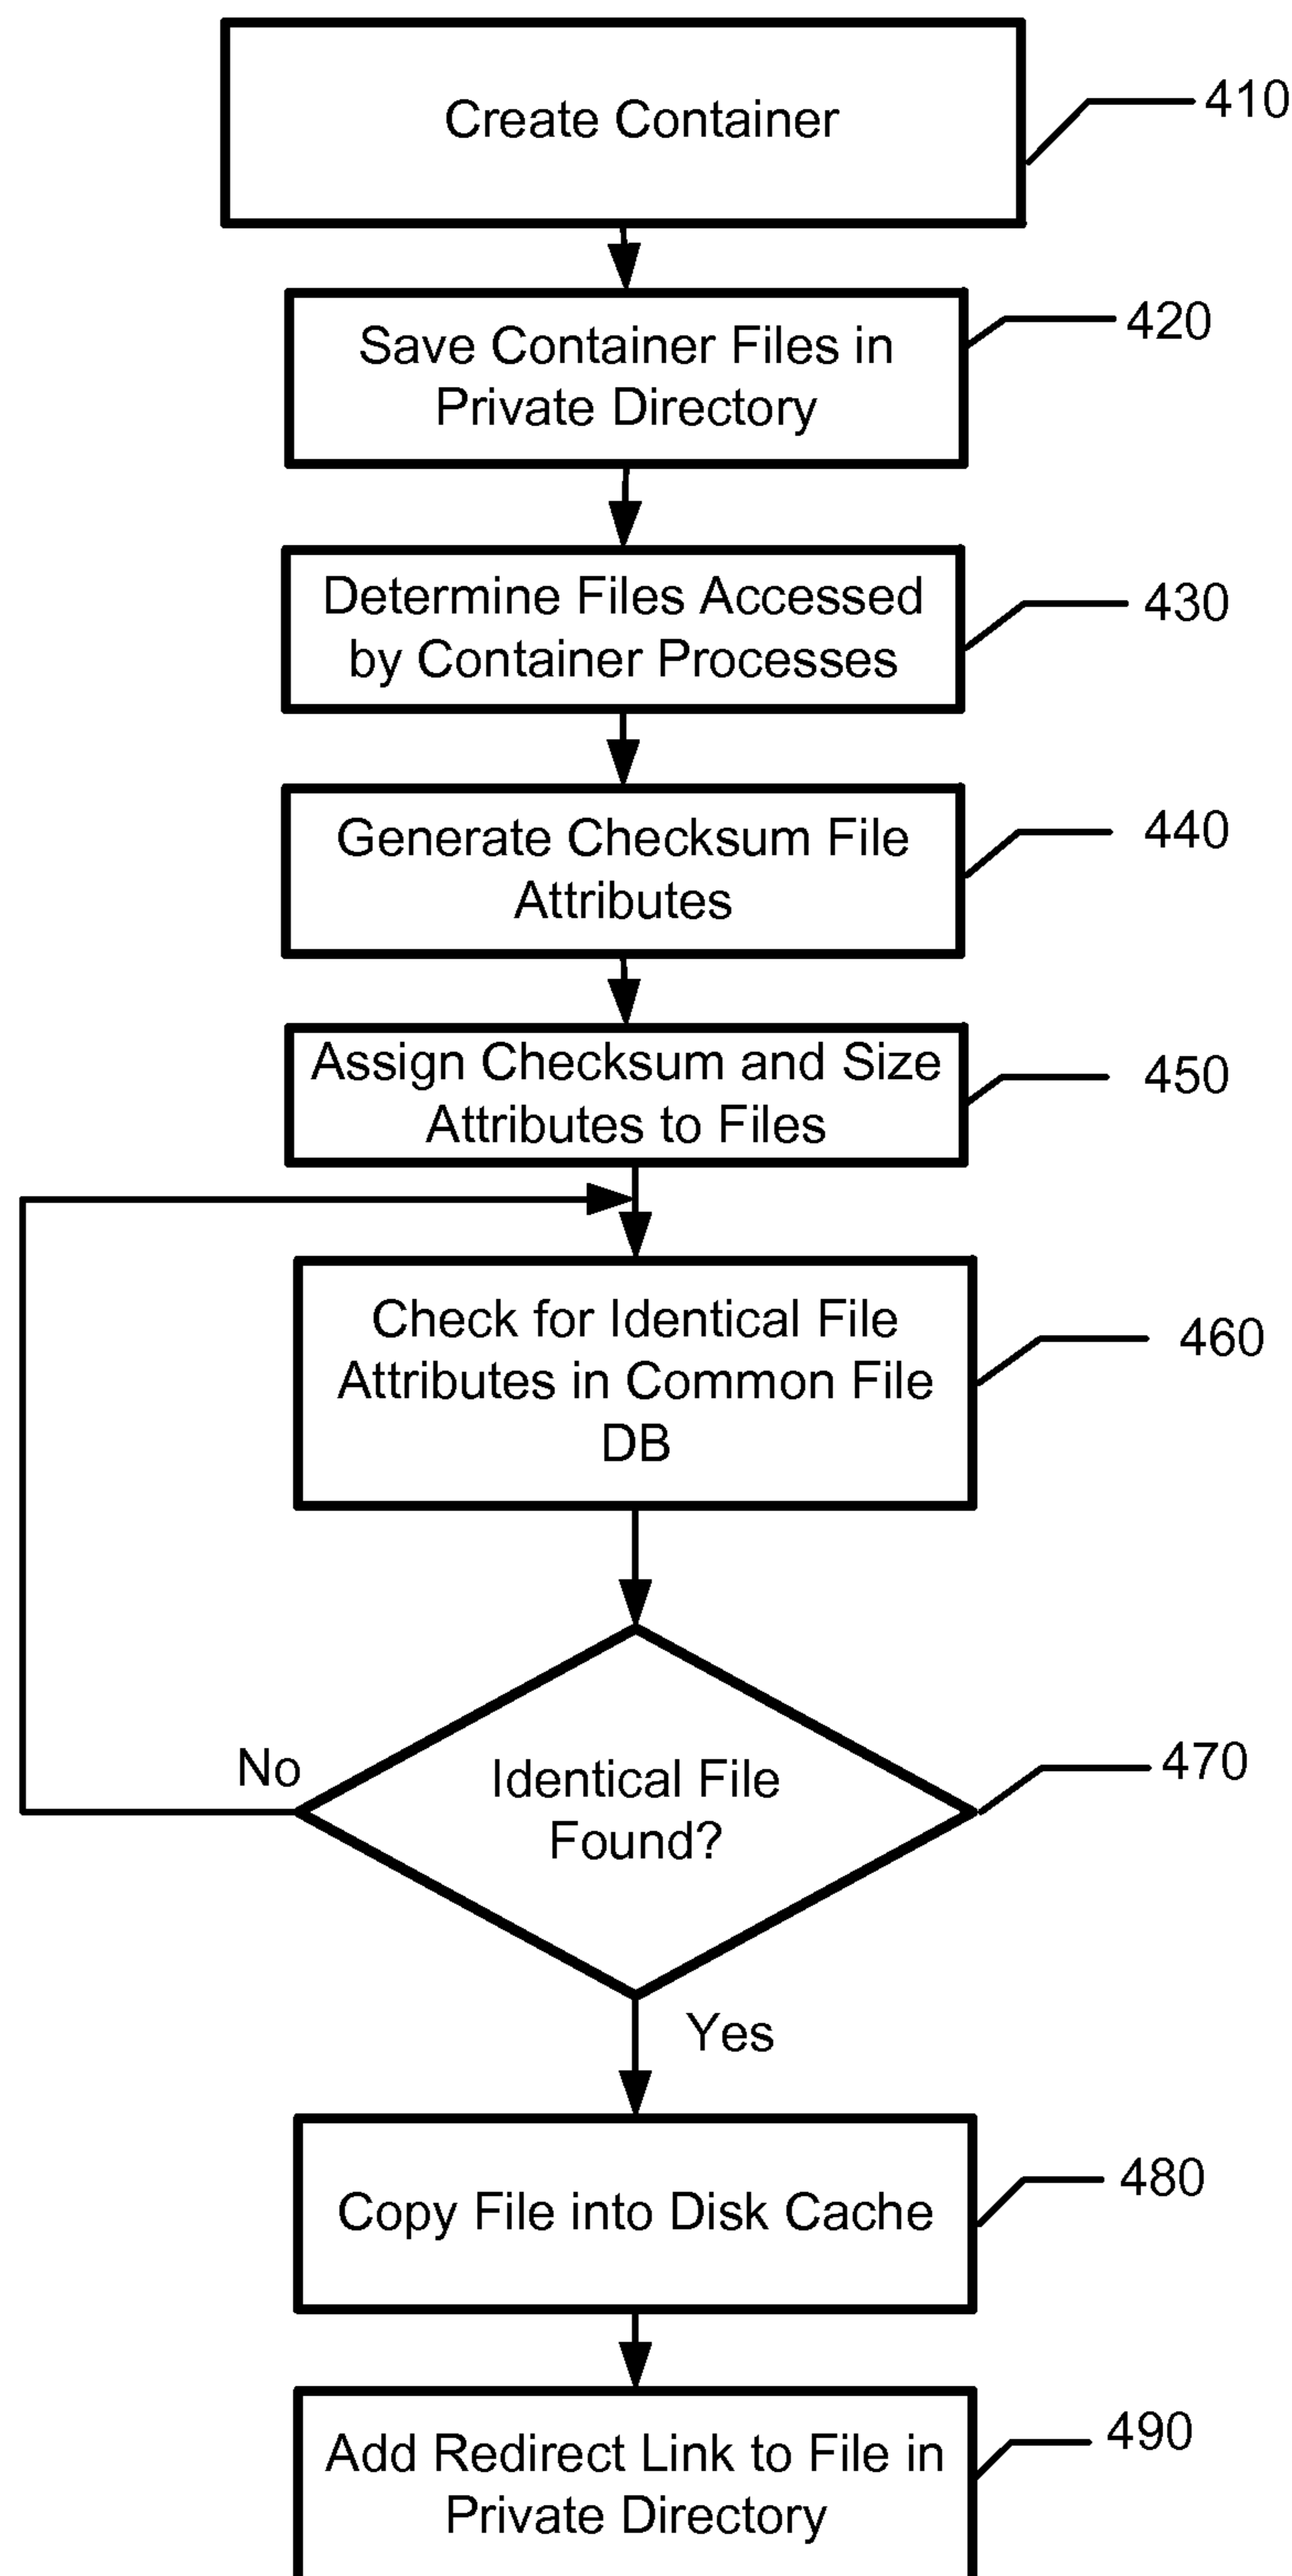 Create Container
410
Save Container Files in
Private Directory
420
Determine Files Accessed
by Container Processes
430
Generate Checksum File
Attributes
440
Assign Checksum and Size
Attributes to Files
450
Check for Identical File
Attributes in Common File
DB
460
No
Identical File
Found?
470
Yes
Copy File into Disk Cache
480
Add Redirect Link to File in
Private Directory
490